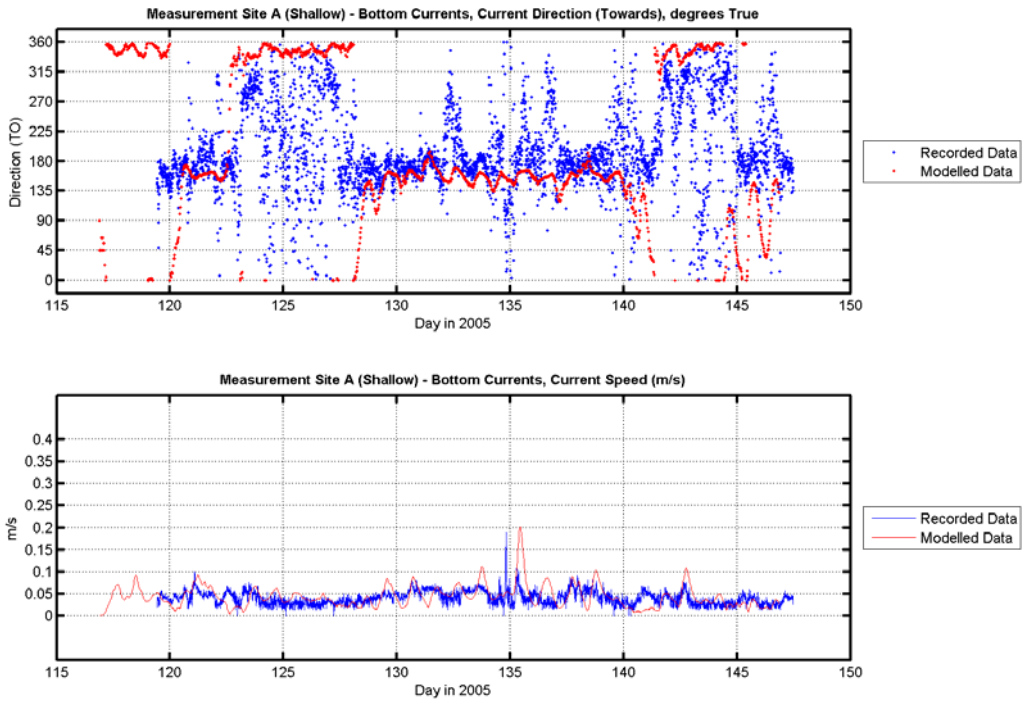 Measurement Site A (Shallow) - Bottom Currents, Current Direction (Towards), degrees True
360
315
270
225
180
135
90
45
0
Direction (TO)
115 120 125 130 135 140 145 150
Day in 2005
Recorded Data
Modelled Data
Measurement Site A (Shallow) - Bottom Currents, Current Speed (m/s)
0.4
0.35
0.3
0.25
0.2
0.15
0.1
0.05
0
m/s
115 120 125 130 135 140 145 150
Day in 2005
Recorded Data
Modelled Data